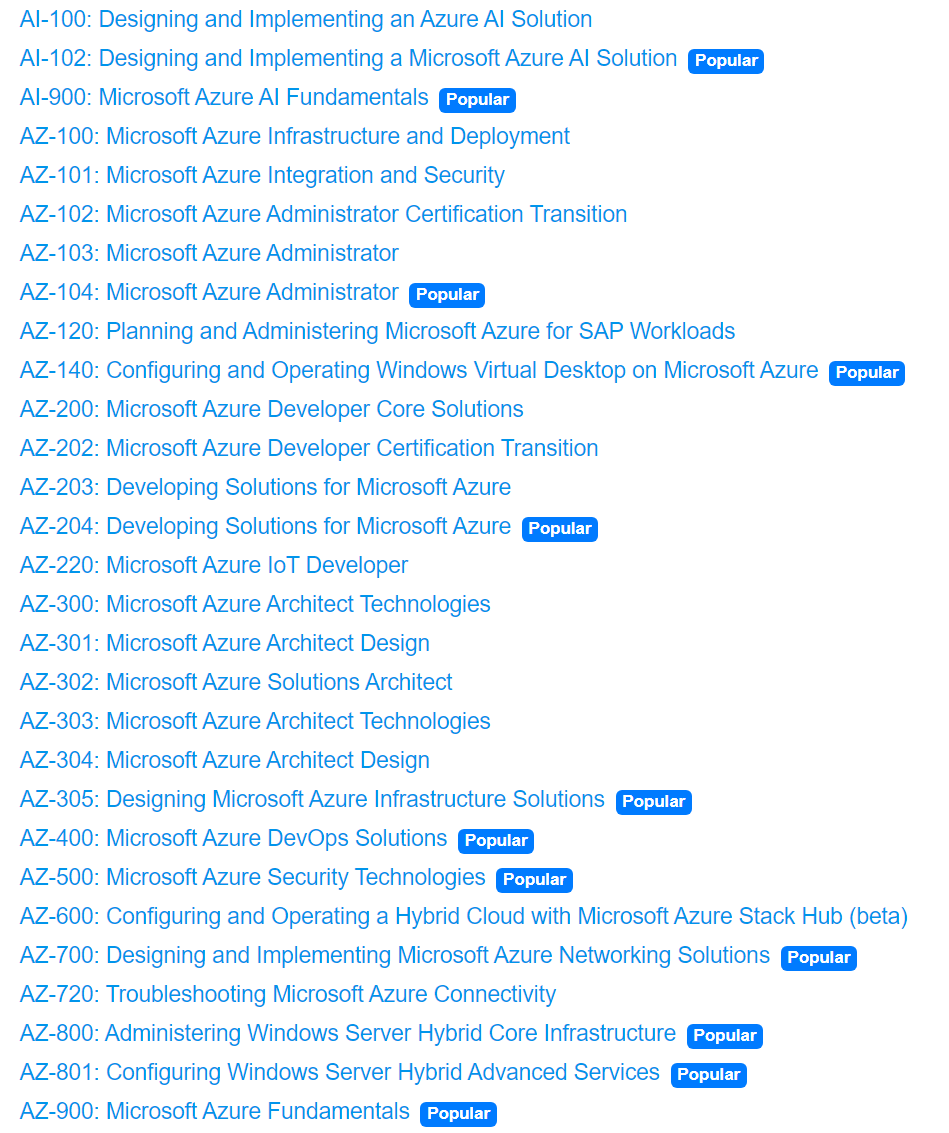 AI-100: Designing and Implementing an Azure AI Solution
AI-102: Designing and Implementing a Microsoft Azure AI Solution Popular
AI-900: Microsoft Azure AI Fundamentals Popular
AZ-100: Microsoft Azure Infrastructure and Deployment
AZ-101: Microsoft Azure Integration and Security
AZ-102: Microsoft Azure Administrator Certification Transition
AZ-103: Microsoft Azure Administrator
AZ-104: Microsoft Azure Administrator Popular
AZ-120: Planning and Administering Microsoft Azure for SAP Workloads
AZ-140: Configuring and Operating Windows Virtual Desktop on Microsoft Azure Popular
AZ-200: Microsoft Azure Developer Core Solutions
AZ-202: Microsoft Azure Developer Certification Transition
AZ-203: Developing Solutions for Microsoft Azure
AZ-204: Developing Solutions for Microsoft Azure Popular
AZ-220: Microsoft Azure IoT Developer
AZ-300: Microsoft Azure Architect Technologies
AZ-301: Microsoft Azure Architect Design
AZ-302: Microsoft Azure Solutions Architect
AZ-303: Microsoft Azure Architect Technologies
AZ-304: Microsoft Azure Architect Design
AZ-305: Designing Microsoft Azure Infrastructure Solutions Popular
AZ-400: Microsoft Azure DevOps Solutions Popular
AZ-500: Microsoft Azure Security Technologies Popular
AZ-600: Configuring and Operating a Hybrid Cloud with Microsoft Azure Stack Hub (beta)
AZ-700: Designing and Implementing Microsoft Azure Networking Solutions Popular
AZ-720: Troubleshooting Microsoft Azure Connectivity
AZ-800: Administering Windows Server Hybrid Core Infrastructure Popular
AZ-801: Configuring Windows Server Hybrid Advanced Services Popular
AZ-900: Microsoft Azure Fundamentals Popular